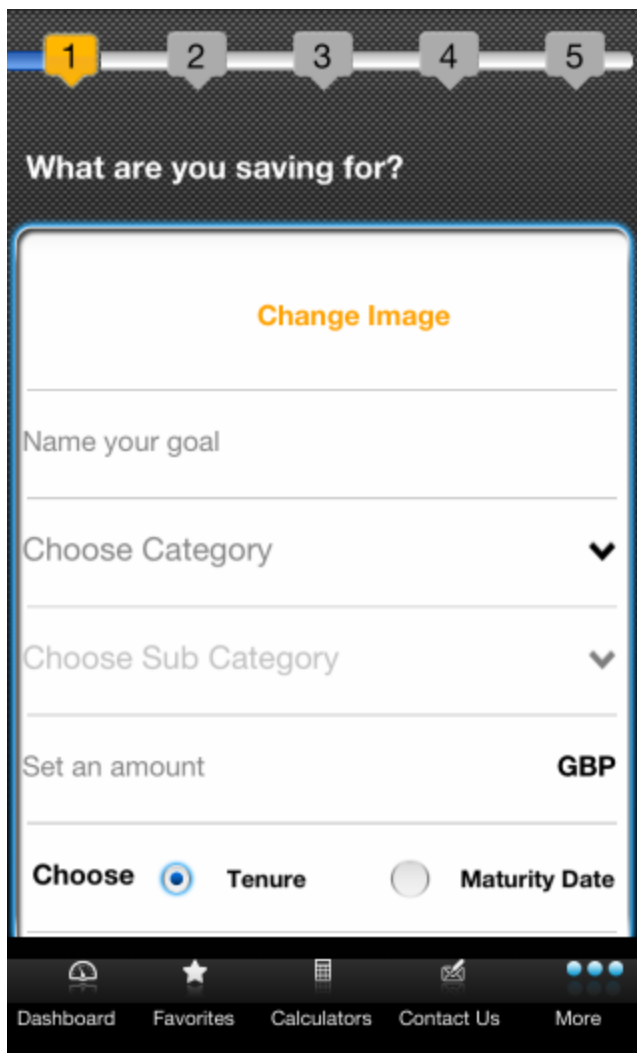 1 2 3 4 5
What are you saving for?
Change Image
Name your goal
Choose Category
Choose Sub Category
Set an amount GBP
Choose Tenure Maturity Date
Dashboard Favorites Calculators Contact Us More